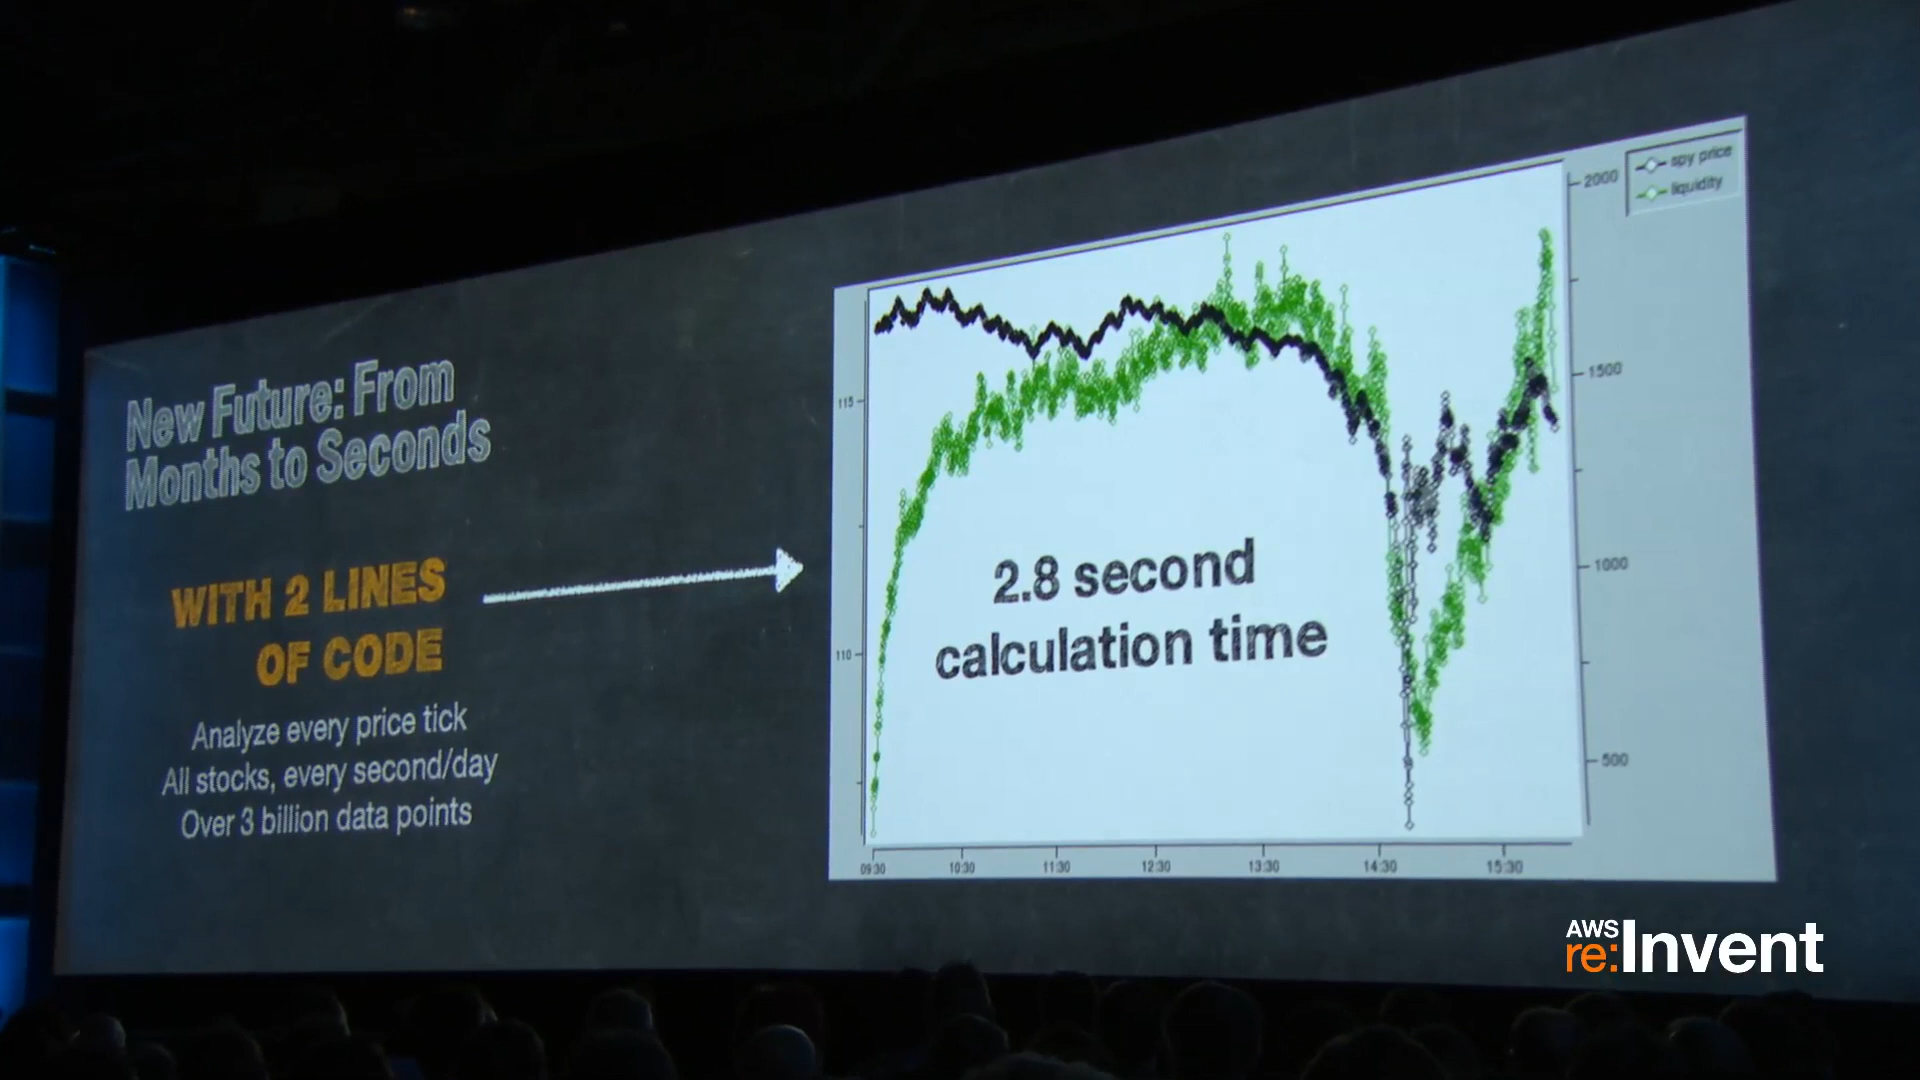 New Future: From
Months to Seconds
WITH 2 LINES
OF CODE
Analyze every price tick
All stocks, every second/day
Over 3 billion data points
2.8 second
calculation time
spy price
liquidity
115
110
2000
1500
1000
500
09:30
10:30
11:30
12:30
13:30
14:30
15:30
AWS
re:Invent